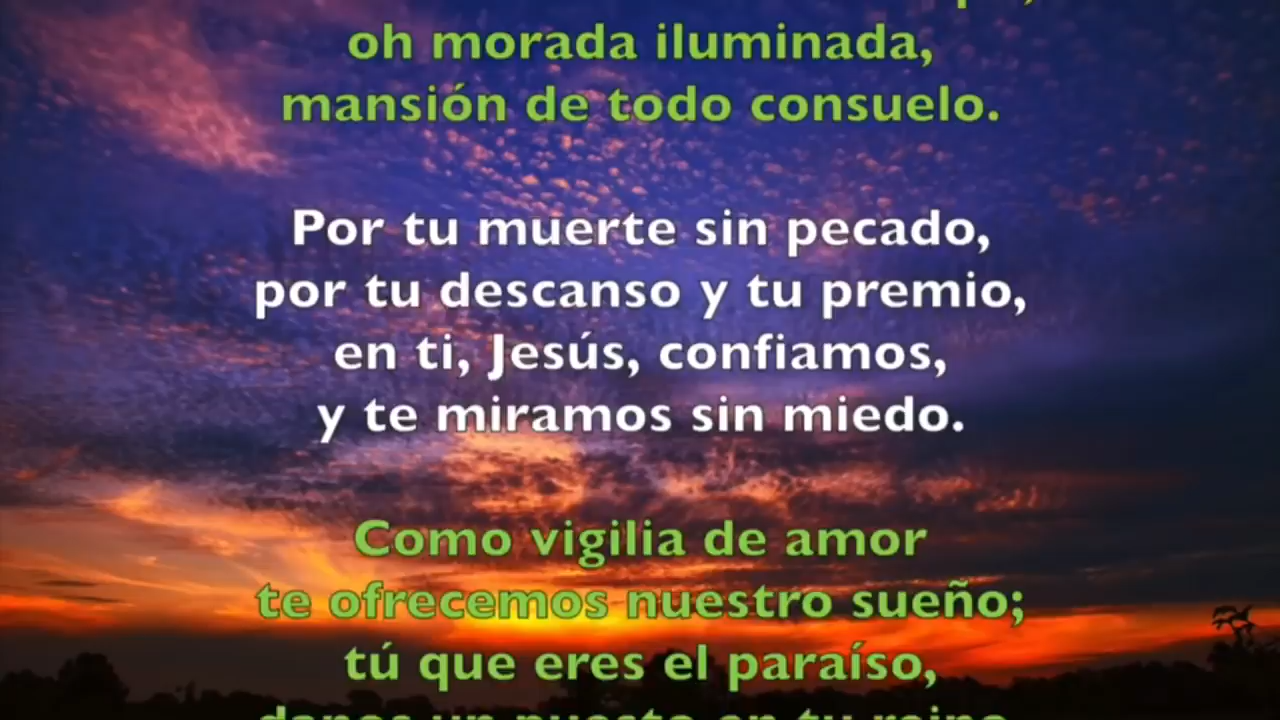 oh morada iluminada,
mansión de todo consuelo.
Por tu muerte sin pecado,
por tu descanso y tu premio,
en ti, Jesús, confiamos,
y te miramos sin miedo.
Como vigilia de amor
te ofrecemos nuestro sueño;
tú que eres el paraíso,
danos un puesto en tu reino.